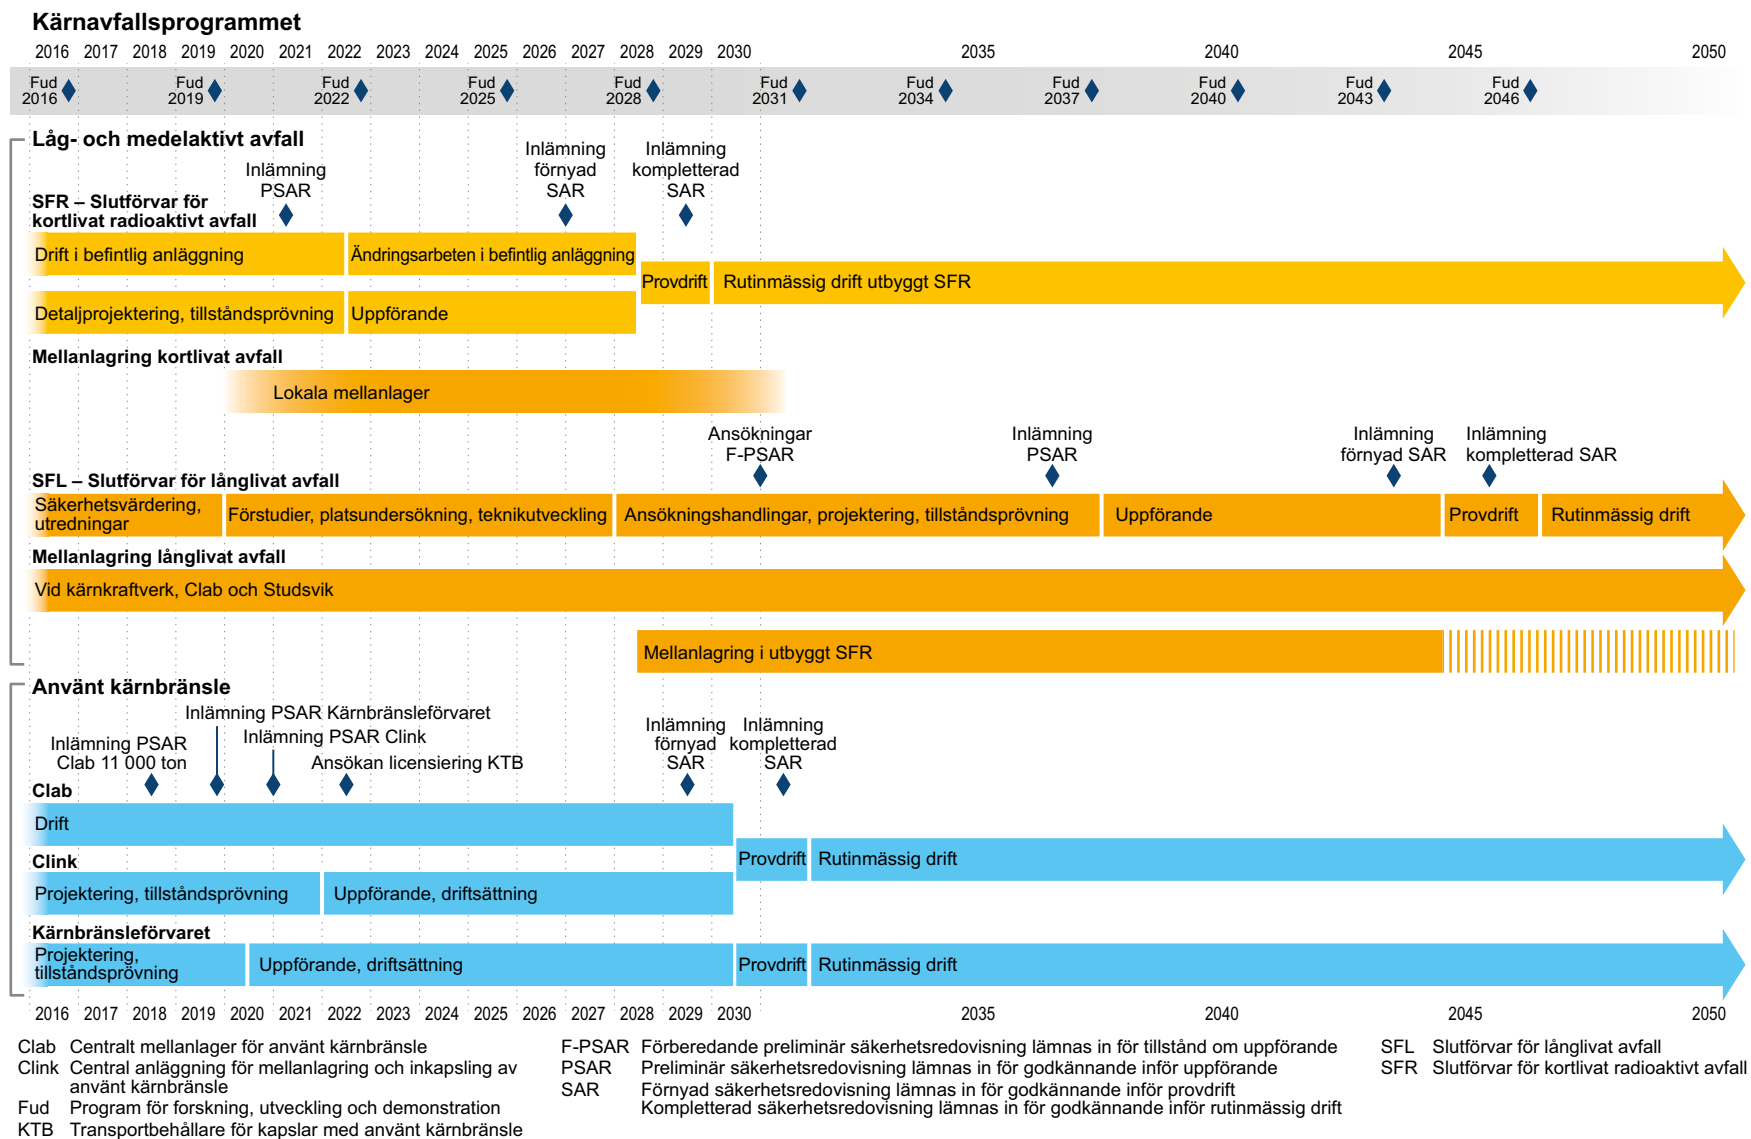 Kärnavfallsprogrammet
2016 2017 2018 2019 2020 2021 2022 2023 2024 2025 2026 2027 2028 2029 2030 2035 2040 2045 2050
Fud 2016
Fud 2019
Fud 2022
Fud 2025
Fud 2028
Fud 2031
Fud 2034
Fud 2037
Fud 2040
Fud 2043
Fud 2046
Låg- och medelaktivt avfall
Inlämning
PSAR
Inlämning
förnyad
SAR
Inlämning
kompletterad
SAR
SFR – Slutförvar för
kortlivat radioaktivt avfall
Drift i befintlig anläggning
Ändringsarbeten i befintlig anläggning
Provdrift
Rutinmässig drift utbyggt SFR
Detaljprojektering, tillståndsprövning
Uppförande
Mellanlagring kortlivat avfall
Lokala mellanlager
Ansökningar
F-PSAR
Inlämning
PSAR
Inlämning
förnyad SAR
Inlämning
kompletterad SAR
SFL – Slutförvar för långlivat avfall
Säkerhetsvärdering,
utredningar
Förstudier, platsundersökning, teknikutveckling
Ansökningshandlingar, projektering, tillståndsprövning
Uppförande
Provdrift
Rutinmässig drift
Mellanlagring långlivat avfall
Vid kärnkraftverk, Clab och Studsvik
Mellanlagring i utbyggt SFR
Använt kärnbränsle
Inlämning PSAR Kärnbränsleförvaret
Inlämning PSAR Clink
Inlämning PSAR
Clab 11 000 ton
Ansökan licensiering KTB
Inlämning
förnyad
SAR
Inlämning
kompletterad
SAR
Clab
Drift
Clink
Provdrift
Rutinmässig drift
Projektering, tillståndsprövning
Uppförande, driftsättning
Kärnbränsleförvaret
Projektering,
tillståndsprövning
Uppförande, driftsättning
Provdrift
Rutinmässig drift
2016 2017 2018 2019 2020 2021 2022 2023 2024 2025 2026 2027 2028 2029 2030 2035 2040 2045 2050
Clab Centralt mellanlager för använt kärnbränsle
Clink Central anläggning för mellanlagring och inkapsling av
använt kärnbränsle
Fud Program för forskning, utveckling och demonstration
KTB Transportbehållare för kapslar med använt kärnbränsle
F-PSAR Förberedande preliminär säkerhetsredovisning lämnas in för tillstånd om uppförande
PSAR Preliminär säkerhetsredovisning lämnas in för godkännande inför uppförande
SAR Förnyad säkerhetsredovisning lämnas in för godkännande inför provdrift
Kompletterad säkerhetsredovisning lämnas in för godkännande inför rutinmässig drift
SFL Slutförvar för långlivat avfall
SFR Slutförvar för kortlivat radioaktivt avfall